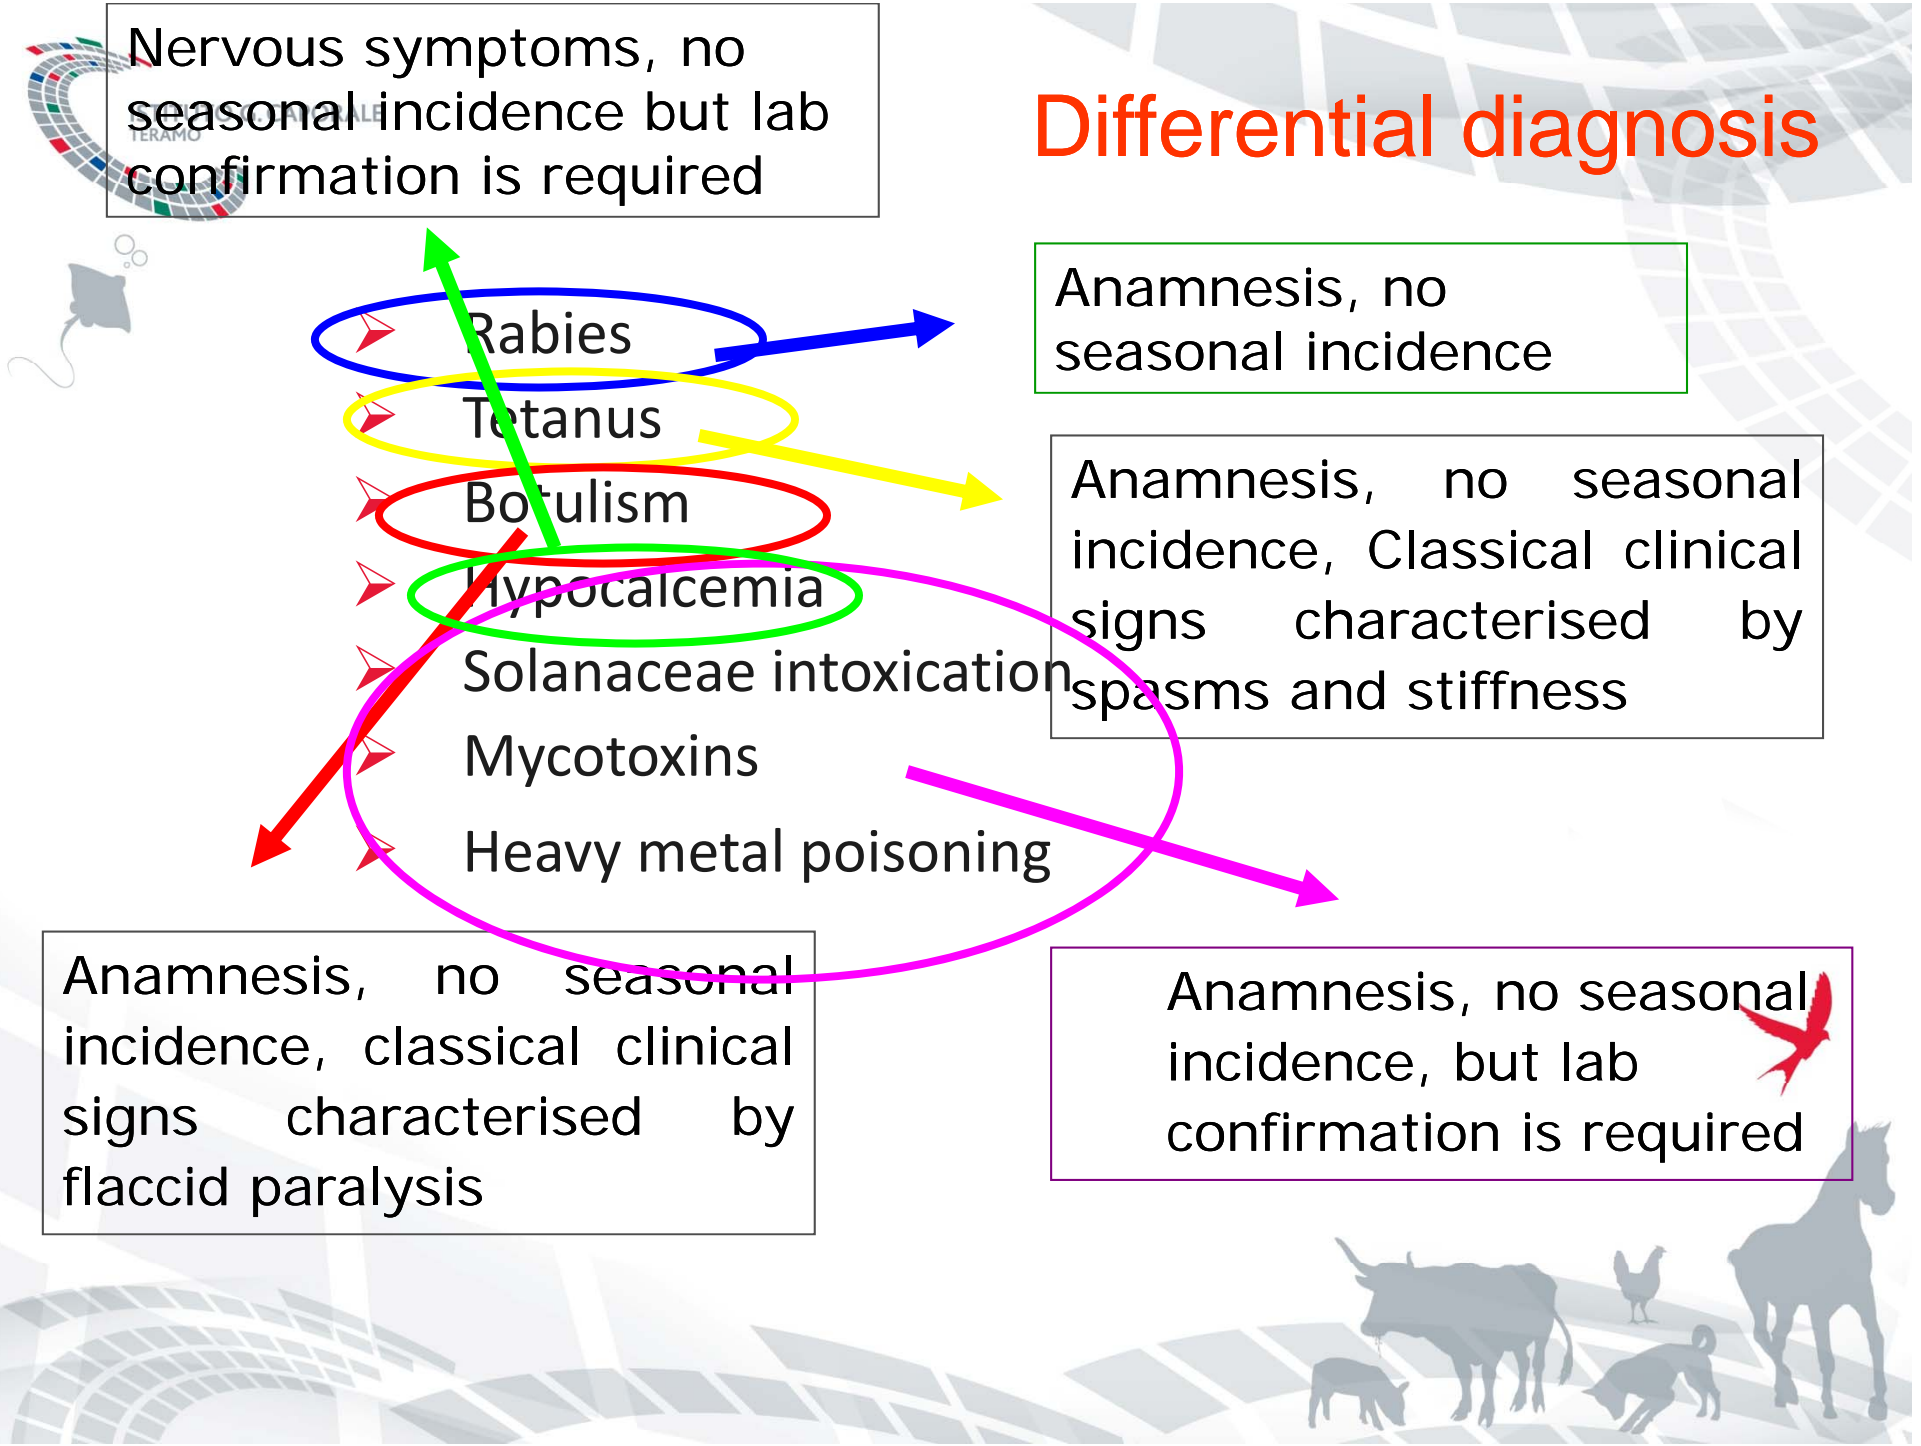 Nervous symptoms, no
seasonal incidence but lab
confirmation is required
ISTITUTO G. CAPORALE
TERAMO
Differential diagnosis
Anamnesis, no
seasonal incidence
Rabies
Tetanus
Botulism
Hypocalcemia
Solanaceae intoxication
Mycotoxins
Heavy metal poisoning
Anamnesis, no seasonal
incidence, Classical clinical
signs characterised by
spasms and stiffness
Anamnesis, no seasonal
incidence, classical clinical
signs characterised by
flaccid paralysis
Anamnesis, no seasonal
incidence, but lab
confirmation is required